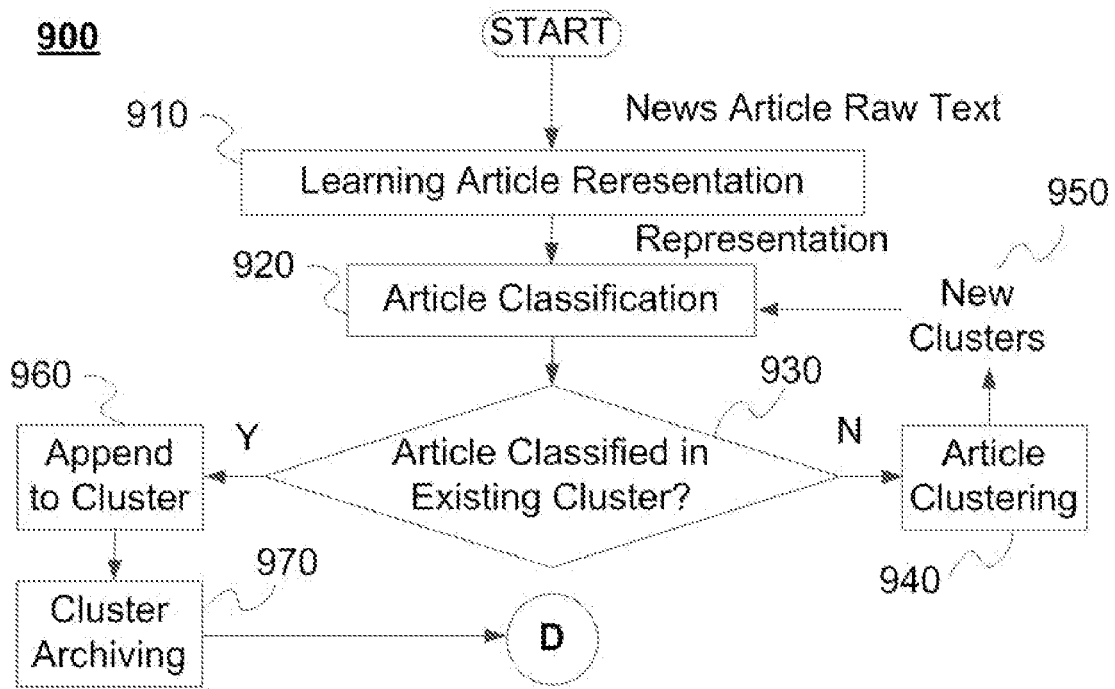 900
START
News Article Raw Text
910
Learning Article Reresentation
950
Representation
920
Article Classification
New
Clusters
960
930
Y
N
Append
to Cluster
Article Classified in
Existing Cluster?
Article
Clustering
970
940
Cluster
Archiving
D